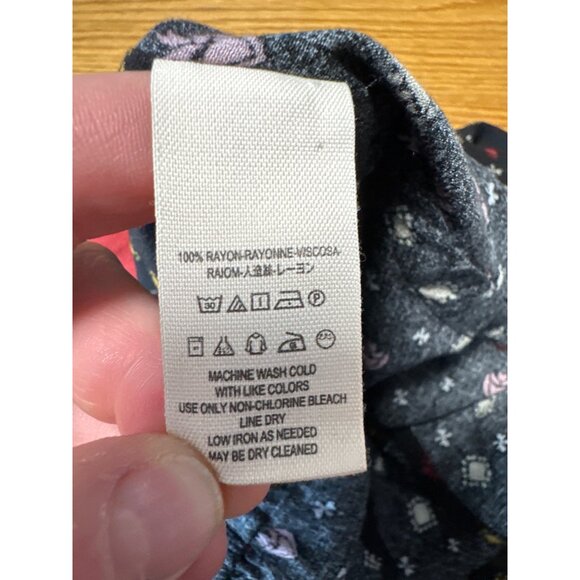 100% RAYON-RAYONNE-VISCOSA-
RAIOM-人造絲-レーヨン
30 P
MACHINE WASH COLD
WITH LIKE COLORS
USE ONLY NON-CHLORINE BLEACH
LINE DRY
LOW IRON AS NEEDED
MAY BE DRY CLEANED